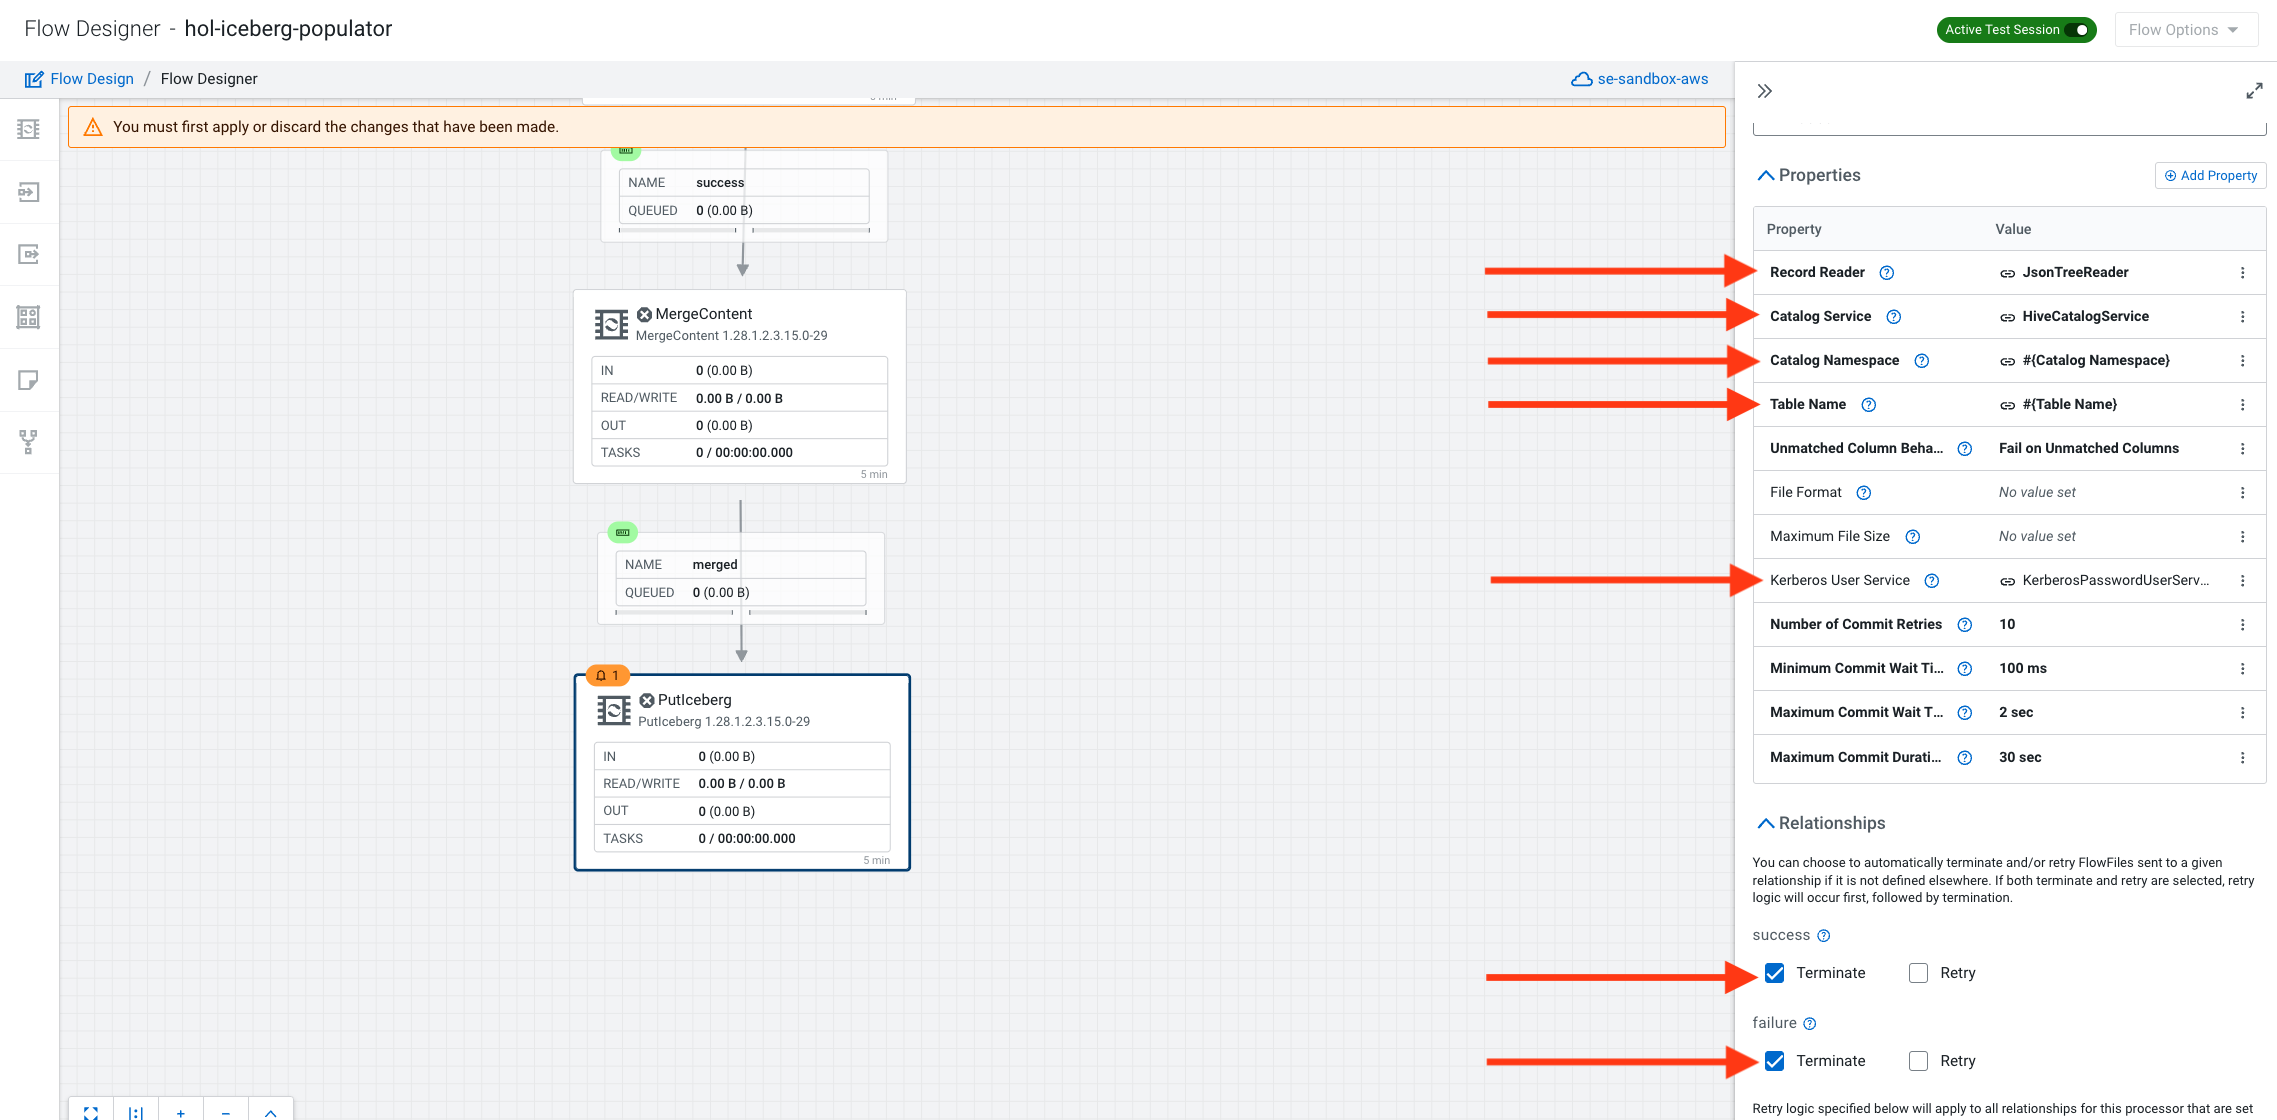 Flow Designer - hol-iceberg-populator
Active Test Session
Flow Options
Flow Design / Flow Designer
se-sandbox-aws
You must first apply or discard the changes that have been made.
NAME success
QUEUED 0 (0.00 B)
MergeContent
MergeContent 1.28.1.2.3.15.0-29
IN 0 (0.00 B)
READ/WRITE 0.00 B / 0.00 B
OUT 0 (0.00 B)
TASKS 0 / 00:00:00.000
5 min
NAME merged
QUEUED 0 (0.00 B)
1
PutIceberg
PutIceberg 1.28.1.2.3.15.0-29
IN 0 (0.00 B)
READ/WRITE 0.00 B / 0.00 B
OUT 0 (0.00 B)
TASKS 0 / 00:00:00.000
5 min
Properties
Add Property
Property Value
Record Reader JsonTreeReader
Catalog Service HiveCatalogService
Catalog Namespace #{Catalog Namespace}
Table Name #{Table Name}
Unmatched Column Beha... Fail on Unmatched Columns
File Format No value set
Maximum File Size No value set
Kerberos User Service KerberosPasswordUserServ...
Number of Commit Retries 10
Minimum Commit Wait Ti... 100 ms
Maximum Commit Wait T... 2 sec
Maximum Commit Durati... 30 sec
Relationships
You can choose to automatically terminate and/or retry FlowFiles sent to a given
relationship if it is not defined elsewhere. If both terminate and retry are selected, retry
logic will occur first, followed by termination.
success
Terminate Retry
failure
Terminate Retry
Retry logic specified below will apply to all relationships for this processor that are set